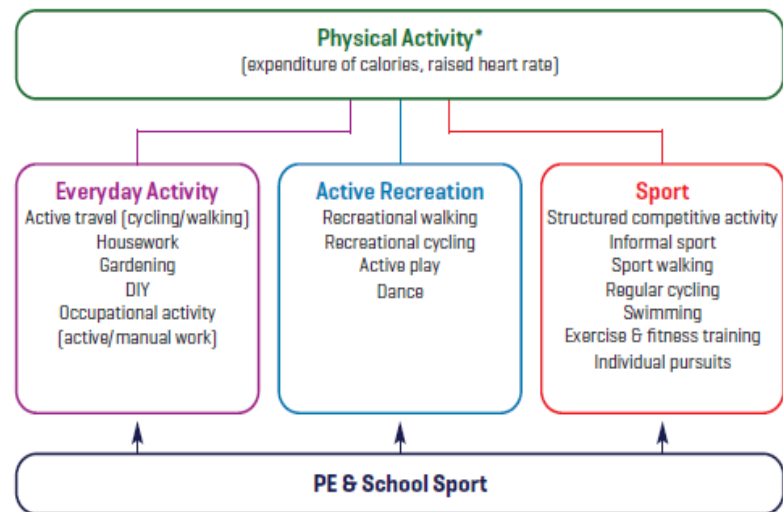 Physical Activity*
(expenditure of calories, raised heart rate)
Everyday Activity
Active travel (cycling/walking)
Housework
Gardening
DIY
Occupational activity
(active/manual work)
Active Recreation
Recreational walking
Recreational cycling
Active play
Dance
Sport
Structured competitive activity
Informal sport
Sport walking
Regular cycling
Swimming
Exercise & fitness training
Individual pursuits
PE & School Sport